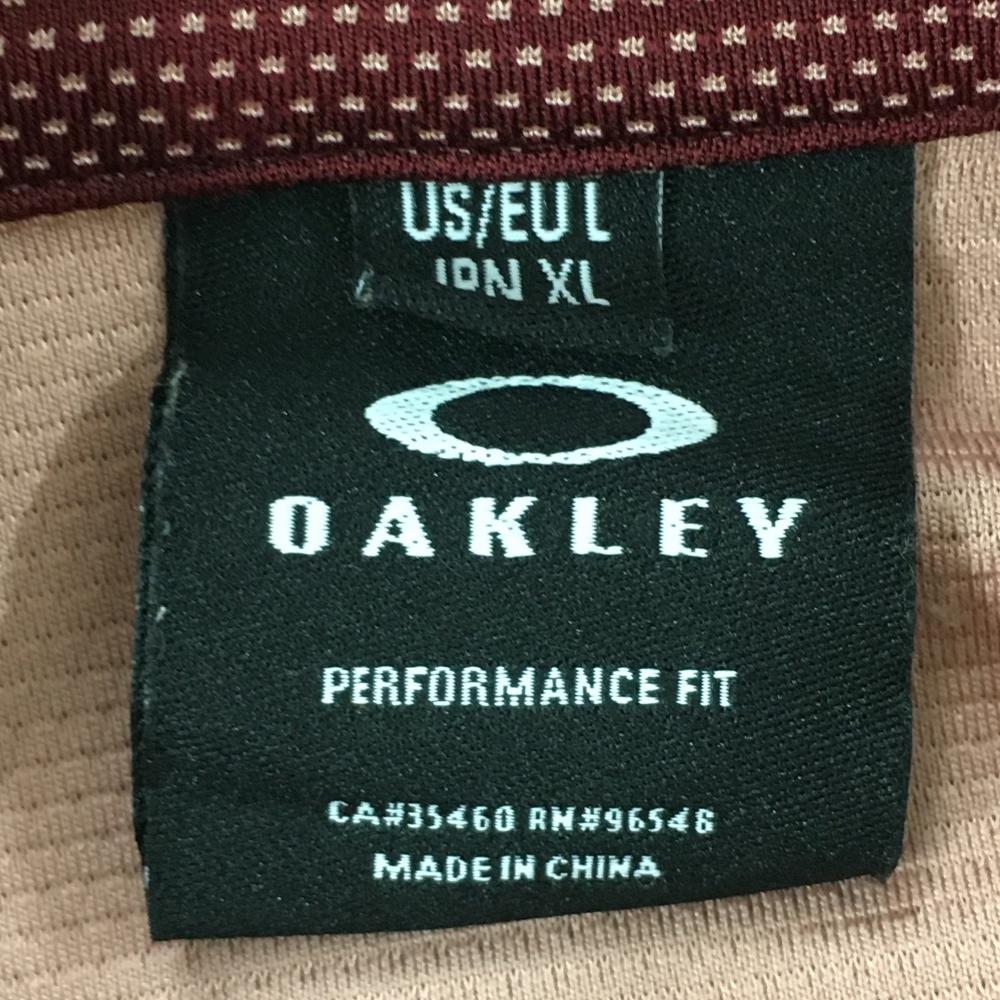 US/EU L
JPN XL
OAKLEY
PERFORMANCE FIT
CA#35460 RN#96548
MADE IN CHINA